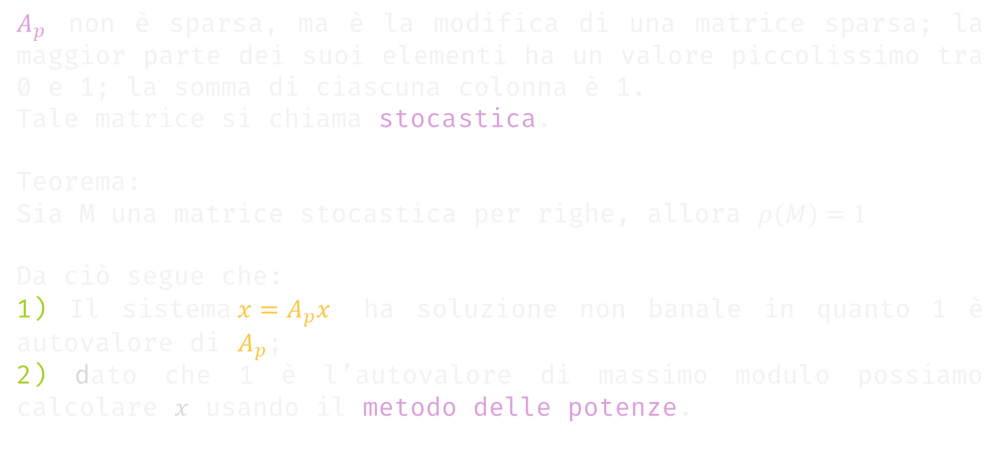 A_p non è sparsa, ma è la modifica di una matrice sparsa; la
maggior parte dei suoi elementi ha un valore piccolissimo tra
0 e 1; la somma di ciascuna colonna è 1.
Tale matrice si chiama stocastica.
Teorema:
Sia M una matrice stocastica per righe, allora ρ(M) = 1
Da ciò segue che:
1) Il sistema x = A_p x ha soluzione non banale in quanto 1 è
autovalore di A_p;
2) dato che 1 è l'autovalore di massimo modulo possiamo
calcolare x usando il metodo delle potenze.